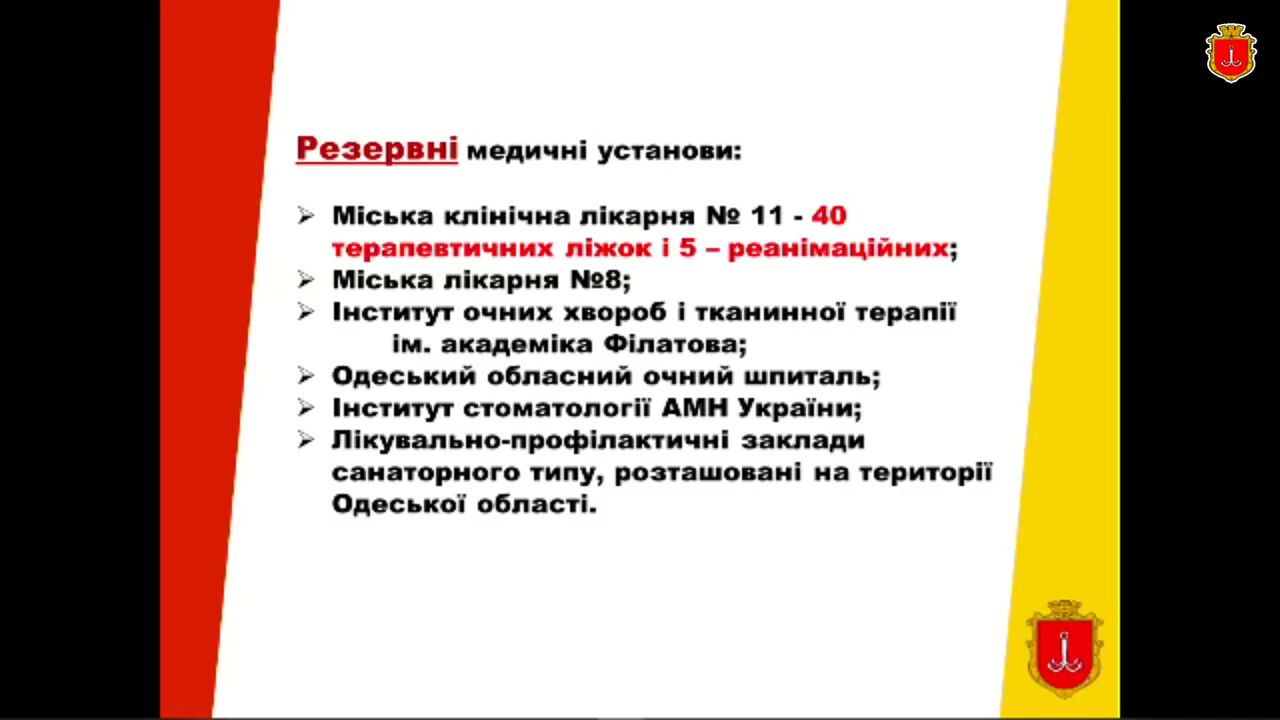 Резервні медичні установи:
➢ Міська клінічна лікарня № 11 - 40
терапевтичних ліжок і 5 – реанімаційних;
➢ Міська лікарня №8;
➢ Інститут очних хвороб і тканинної терапії
ім. академіка Філатова;
➢ Одеський обласний очний шпиталь;
➢ Інститут стоматології АМН України;
➢ Лікувально-профілактичні заклади
санаторного типу, розташовані на території
Одеської області.